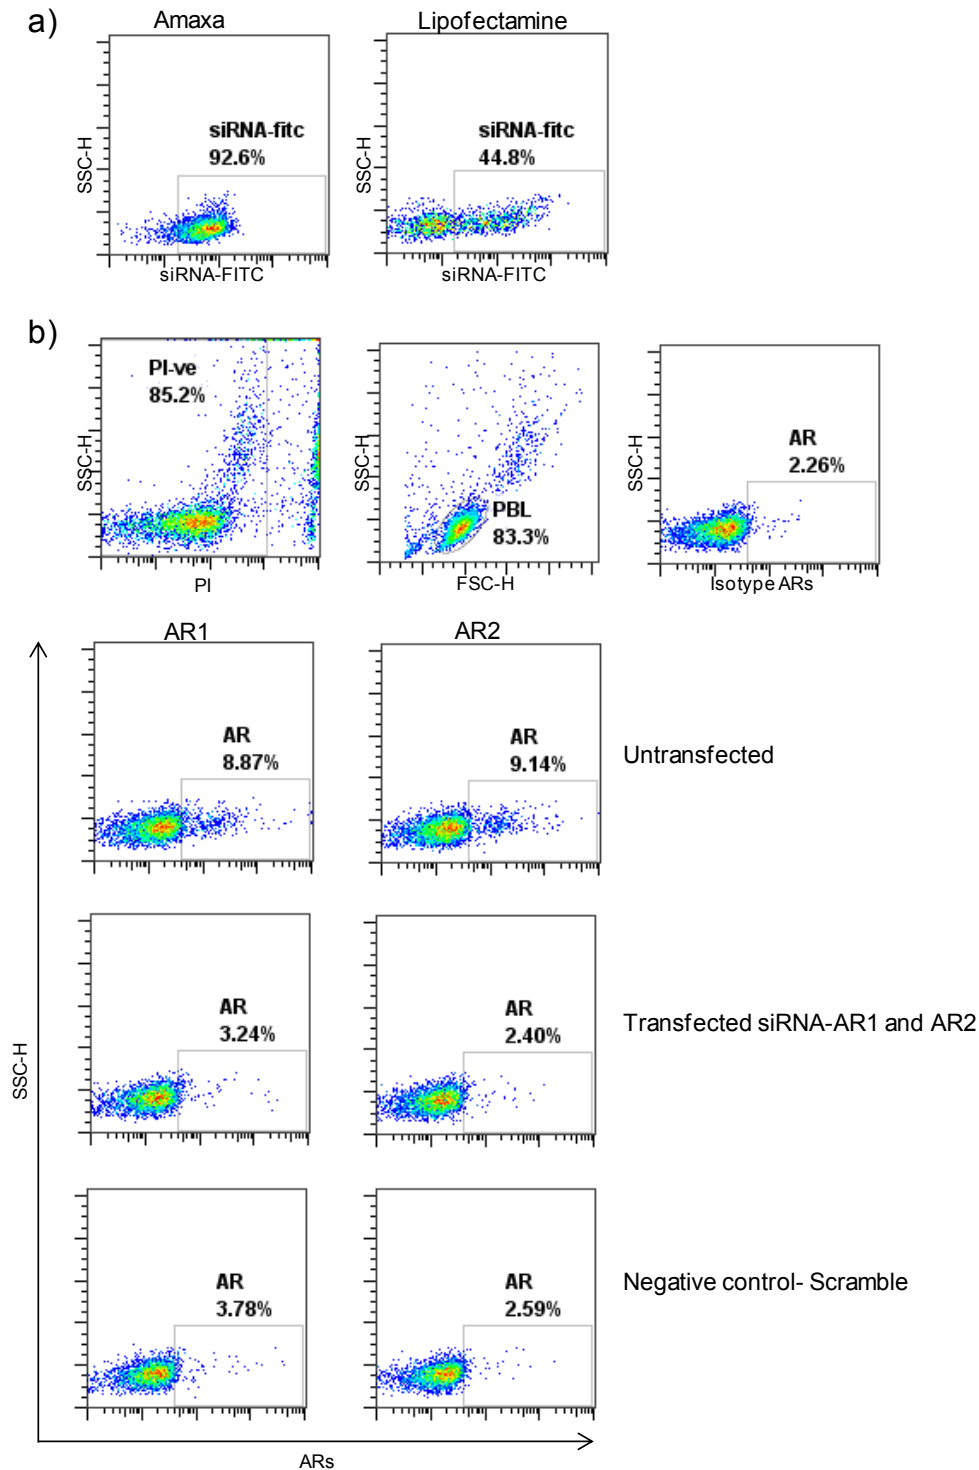 a)
Amaxa
Lipofectamine
siRNA-fitc
92.6%
SSC-H
siRNA-FITC
siRNA-fitc
44.8%
SSC-H
siRNA-FITC
b)
PI-ve
85.2%
SSC-H
PI
PBL
83.3%
SSC-H
FSC-H
AR
2.26%
SSC-H
Isotype ARs
AR1
AR2
AR
8.87%
AR
9.14%
Untransfected
AR
3.24%
AR
2.40%
Transfected siRNA-AR1 and AR2
SSC-H
AR
3.78%
AR
2.59%
Negative control- Scramble
ARs